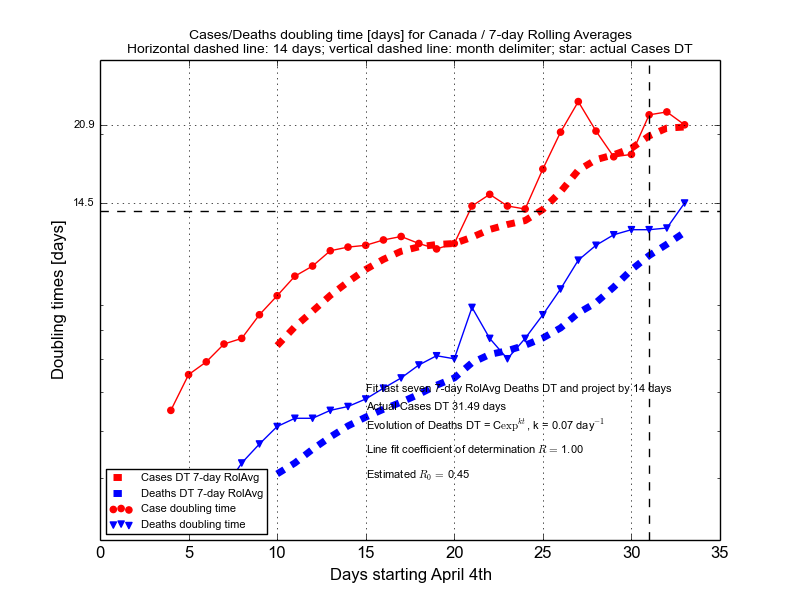 Cases/Deaths doubling time [days] for Canada / 7-day Rolling Averages
Horizontal dashed line: 14 days; vertical dashed line: month delimiter; star: actual Cases DT
20.9
14.5
Doubling times [days]
Fit last seven 7-day RolAvg Deaths DT and project by 14 days
Actual Cases DT 31.49 days
Evolution of Deaths DT = Cexp^{kt}, k = 0.07 day^{-1}
Line fit coefficient of determination R = 1.00
Estimated R_0 = 0.45
Cases DT 7-day RolAvg
Deaths DT 7-day RolAvg
Case doubling time
Deaths doubling time
0 5 10 15 20 25 30 35
Days starting April 4th